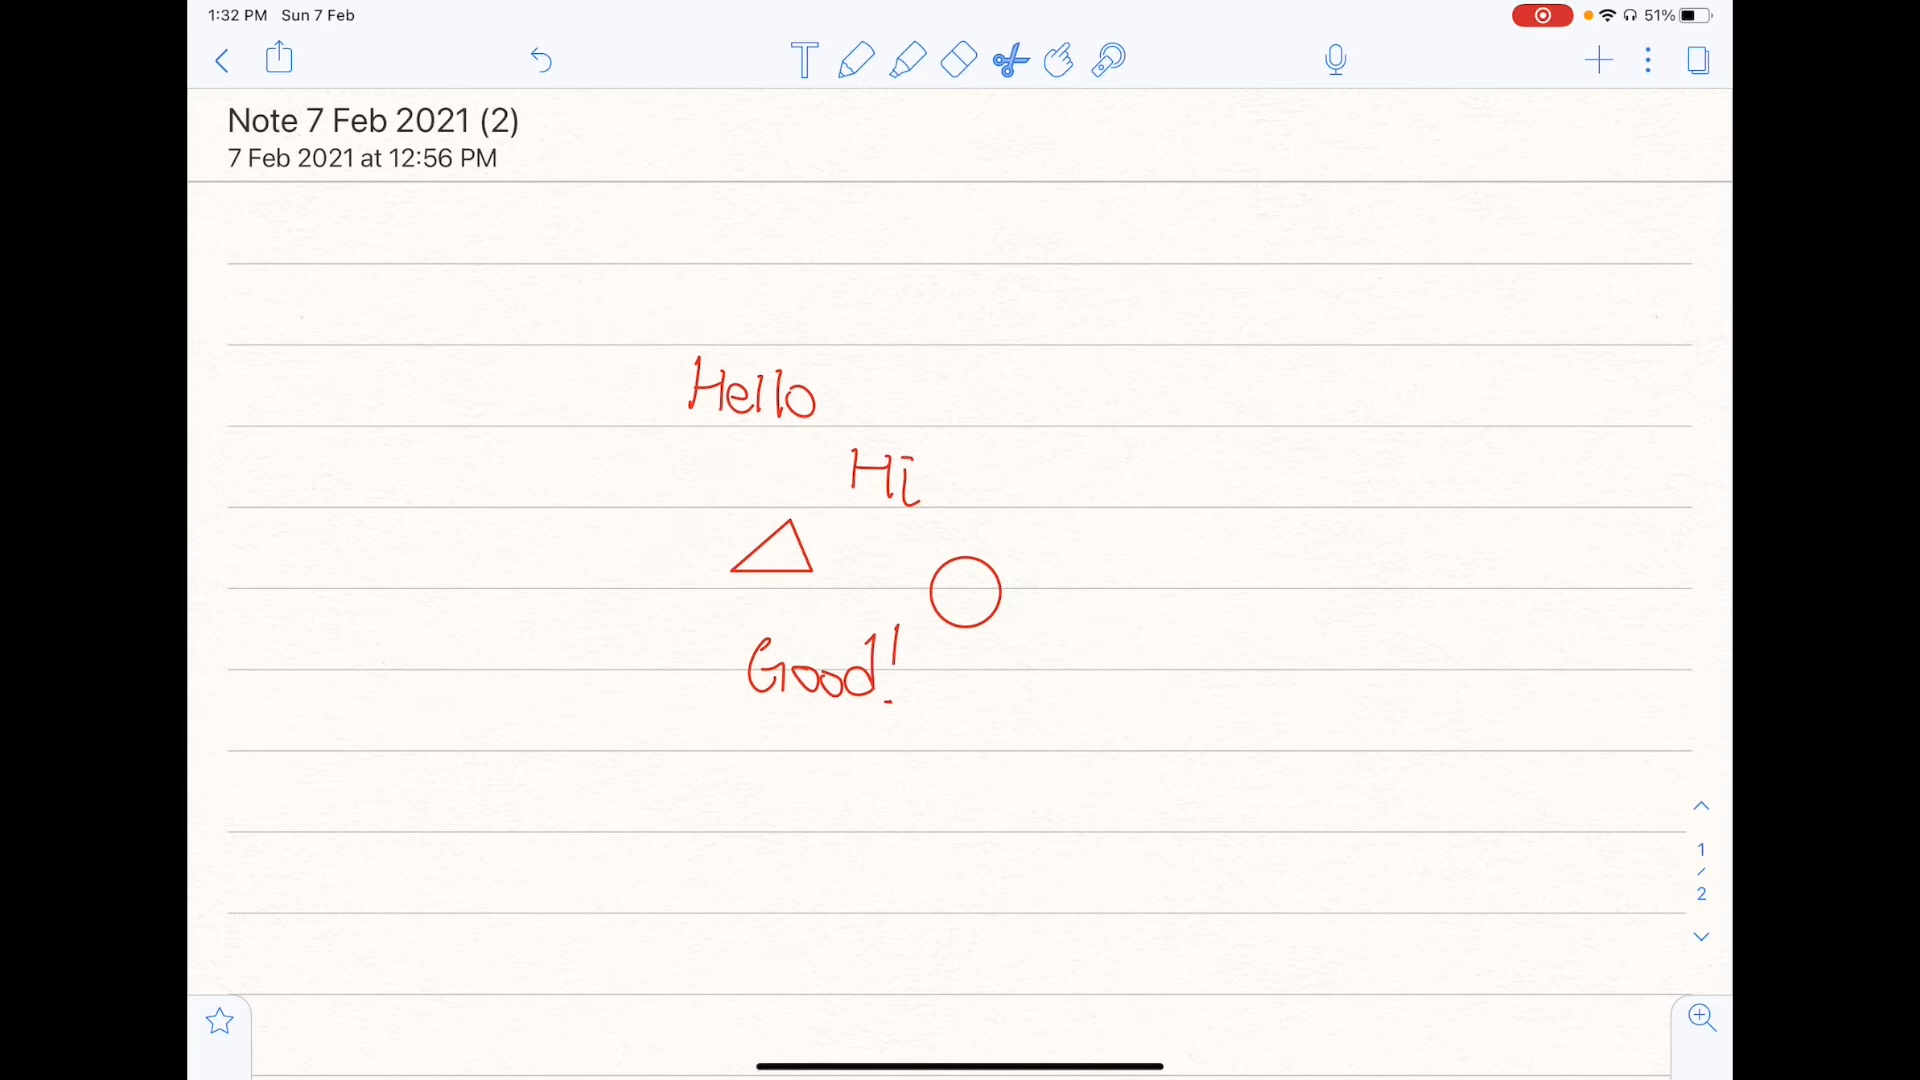 1:32 PM Sun 7 Feb
51%
Note 7 Feb 2021 (2)
7 Feb 2021 at 12:56 PM
Hello
Hi
Good!
1
/
2